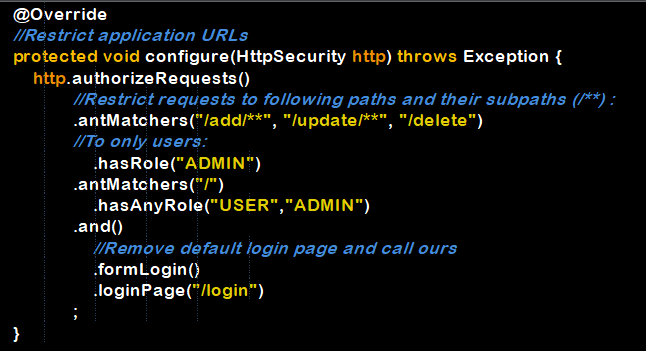 @Override
//Restrict application URLs
protected void configure(HttpSecurity http) throws Exception {
http.authorizeRequests()
//Restrict requests to following paths and their subpaths (/**) :
.antMatchers("/add/**", "/update/**", "/delete")
//To only users:
.hasRole("ADMIN")
.antMatchers("/")
.hasAnyRole("USER","ADMIN")
.and()
//Remove default login page and call ours
.formLogin()
.loginPage("/login")
;
}